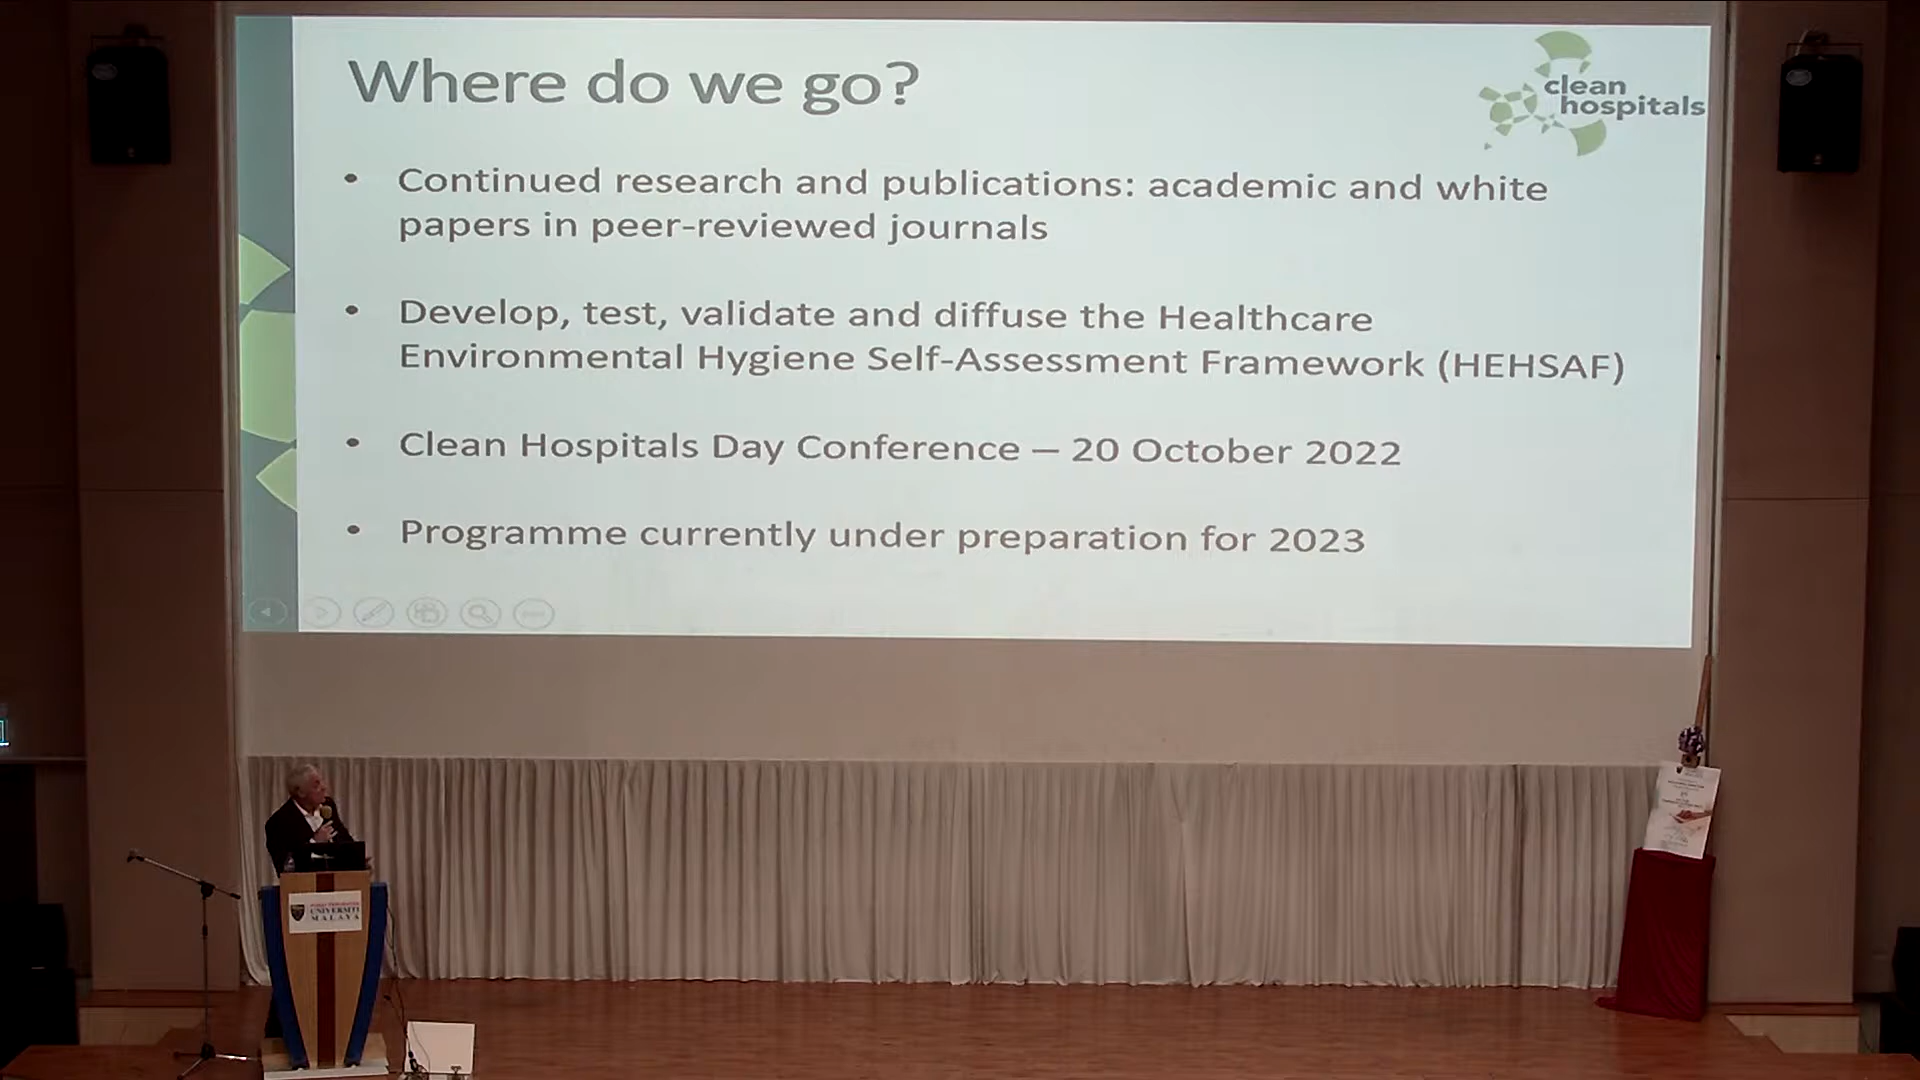 Where do we go?
clean
hospitals
• Continued research and publications: academic and white
papers in peer-reviewed journals
• Develop, test, validate and diffuse the Healthcare
Environmental Hygiene Self-Assessment Framework (HEHSAF)
• Clean Hospitals Day Conference – 20 October 2022
• Programme currently under preparation for 2023
UNIVERSITI
MALAYA